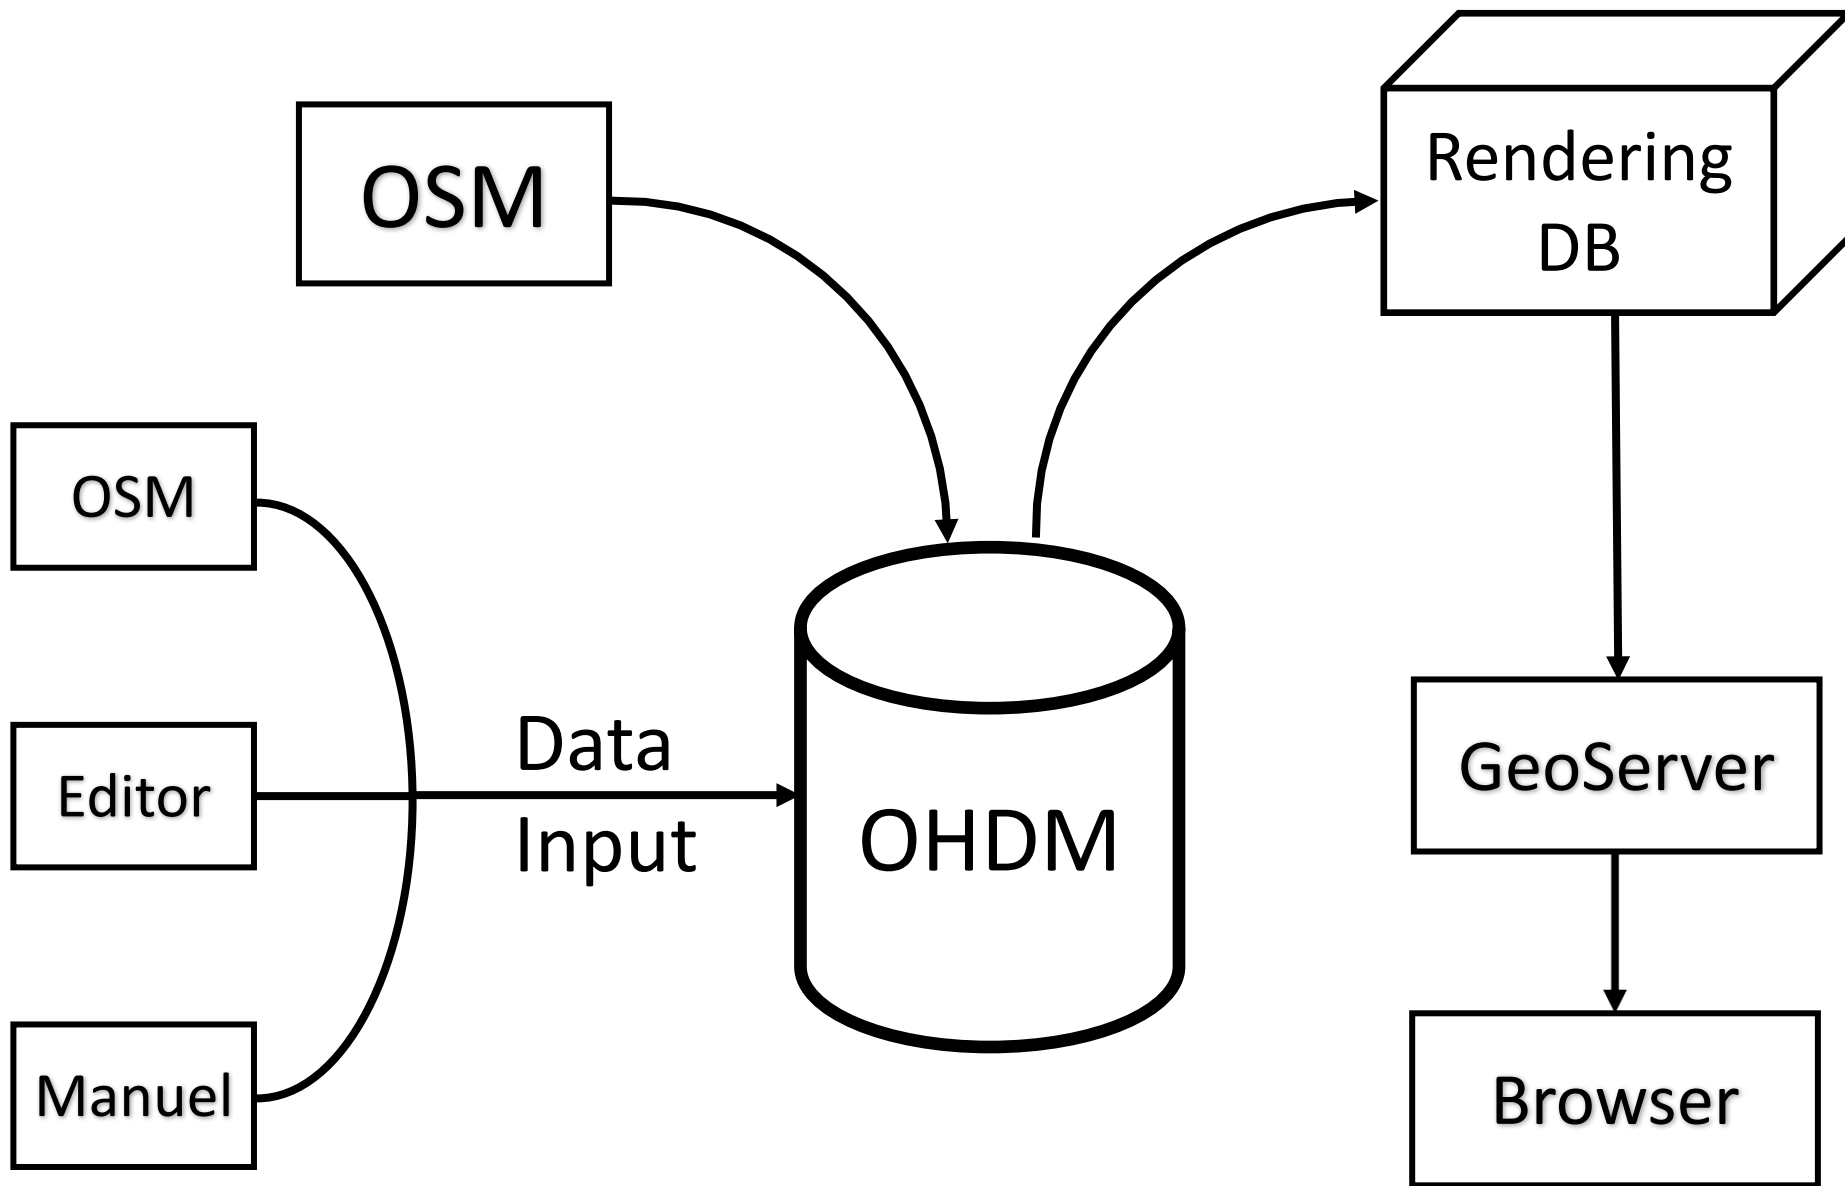 OSM
Rendering
DB
OSM
Editor
Manuel
Data
Input
OHDM
GeoServer
Browser